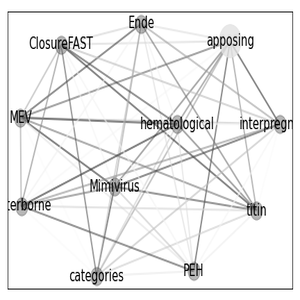 Ende
ClosureFAST
apposing
MEV
hematological
interpregn
Mimivirus
terborne
titin
categories
PEH